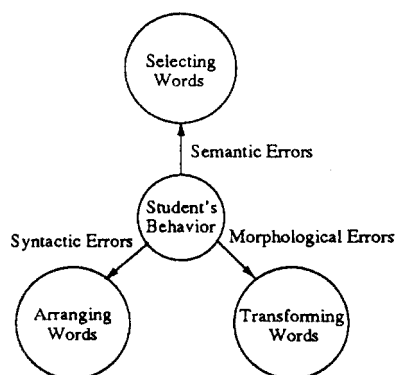 Selecting
Words
Semantic Errors
Student's
Behavior
Syntactic Errors
Morphological Errors
Arranging
Words
Transforming
Words